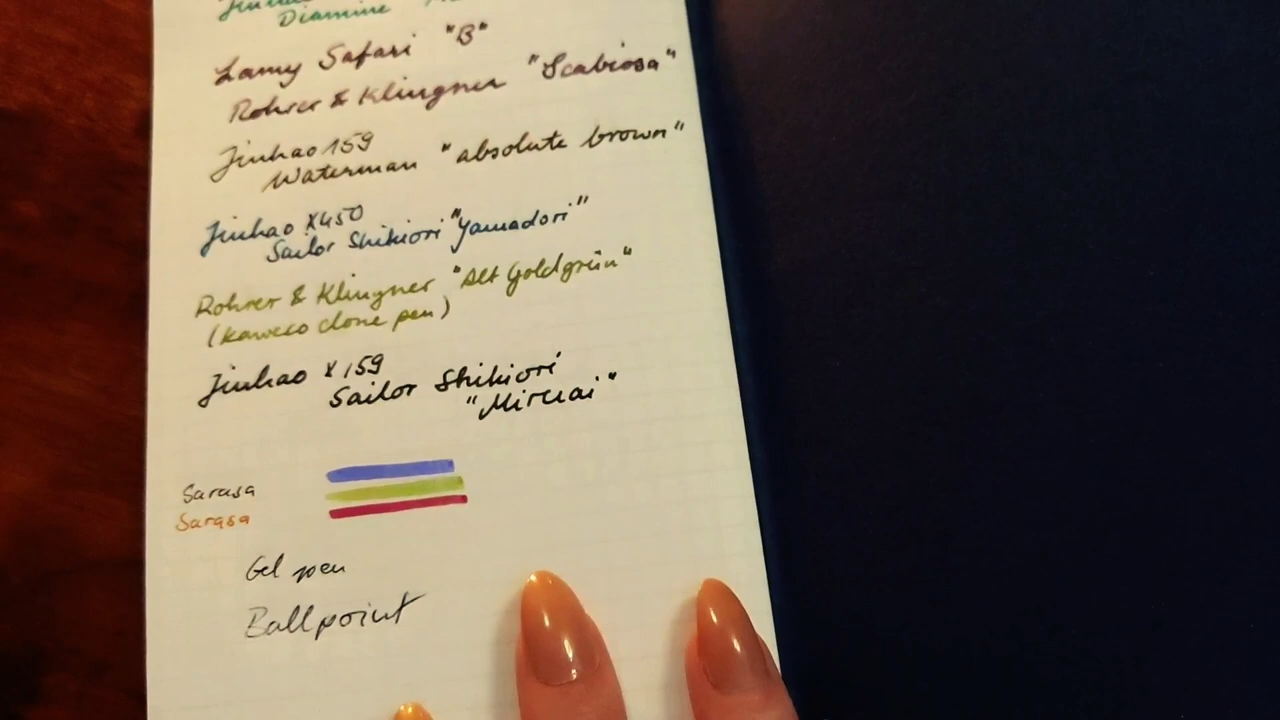 Diamine
Lamy Safari "B"
Rohrer & Klingner "Scabiosa"
Jinhao 159
Waterman "absolute brown"
Jinhao X450
Sailor Shikiori "Yamadori"
Rohrer & Klingner "Alt Goldgrün"
(kaweco clone pen)
Jinhao X159
Sailor Shikiori
"Miruai"
Sarasa
Sarasa
Gel pen
Ballpoint